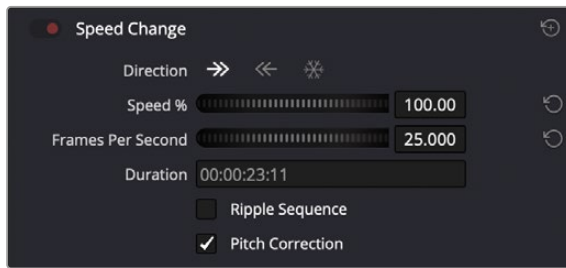 Speed Change
Direction
Speed % 100.00
Frames Per Second 25.000
Duration 00:00:23:11
Ripple Sequence
Pitch Correction